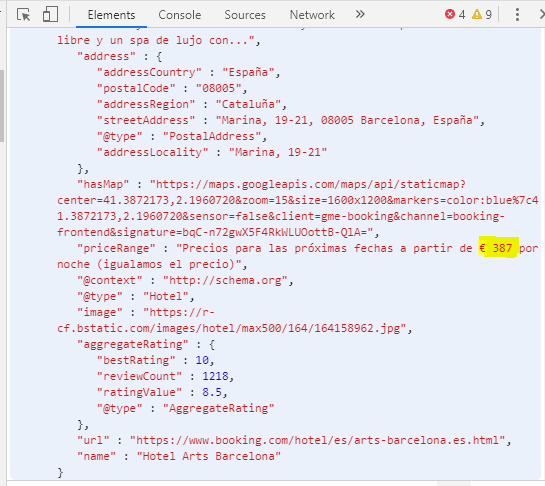 Elements Console Sources Network » 4 9
libre y un spa de lujo con...",
"address" : {
"addressCountry" : "España",
"postalCode" : "08005",
"addressRegion" : "Cataluña",
"streetAddress" : "Marina, 19-21, 08005 Barcelona, España",
"@type" : "PostalAddress",
"addressLocality" : "Marina, 19-21"
},
"hasMap" : "https://maps.googleapis.com/maps/api/staticmap?
center=41.3872173,2.1960720&zoom=15&size=1600x1200&markers=color:blue%7c4
1.3872173,2.1960720&sensor=false&client=gme-booking&channel=booking-
frontend&signature=bqC-n72gwX5F4RkWLUOottB-QlA=",
"priceRange" : "Precios para las próximas fechas a partir de € 387 por
noche (igualamos el precio)",
"@context" : "http://schema.org",
"@type" : "Hotel",
"image" : "https://r-
cf.bstatic.com/images/hotel/max500/164/164158962.jpg",
"aggregateRating" : {
"bestRating" : 10,
"reviewCount" : 1218,
"ratingValue" : 8.5,
"@type" : "AggregateRating"
},
"url" : "https://www.booking.com/hotel/es/arts-barcelona.es.html",
"name" : "Hotel Arts Barcelona"
}